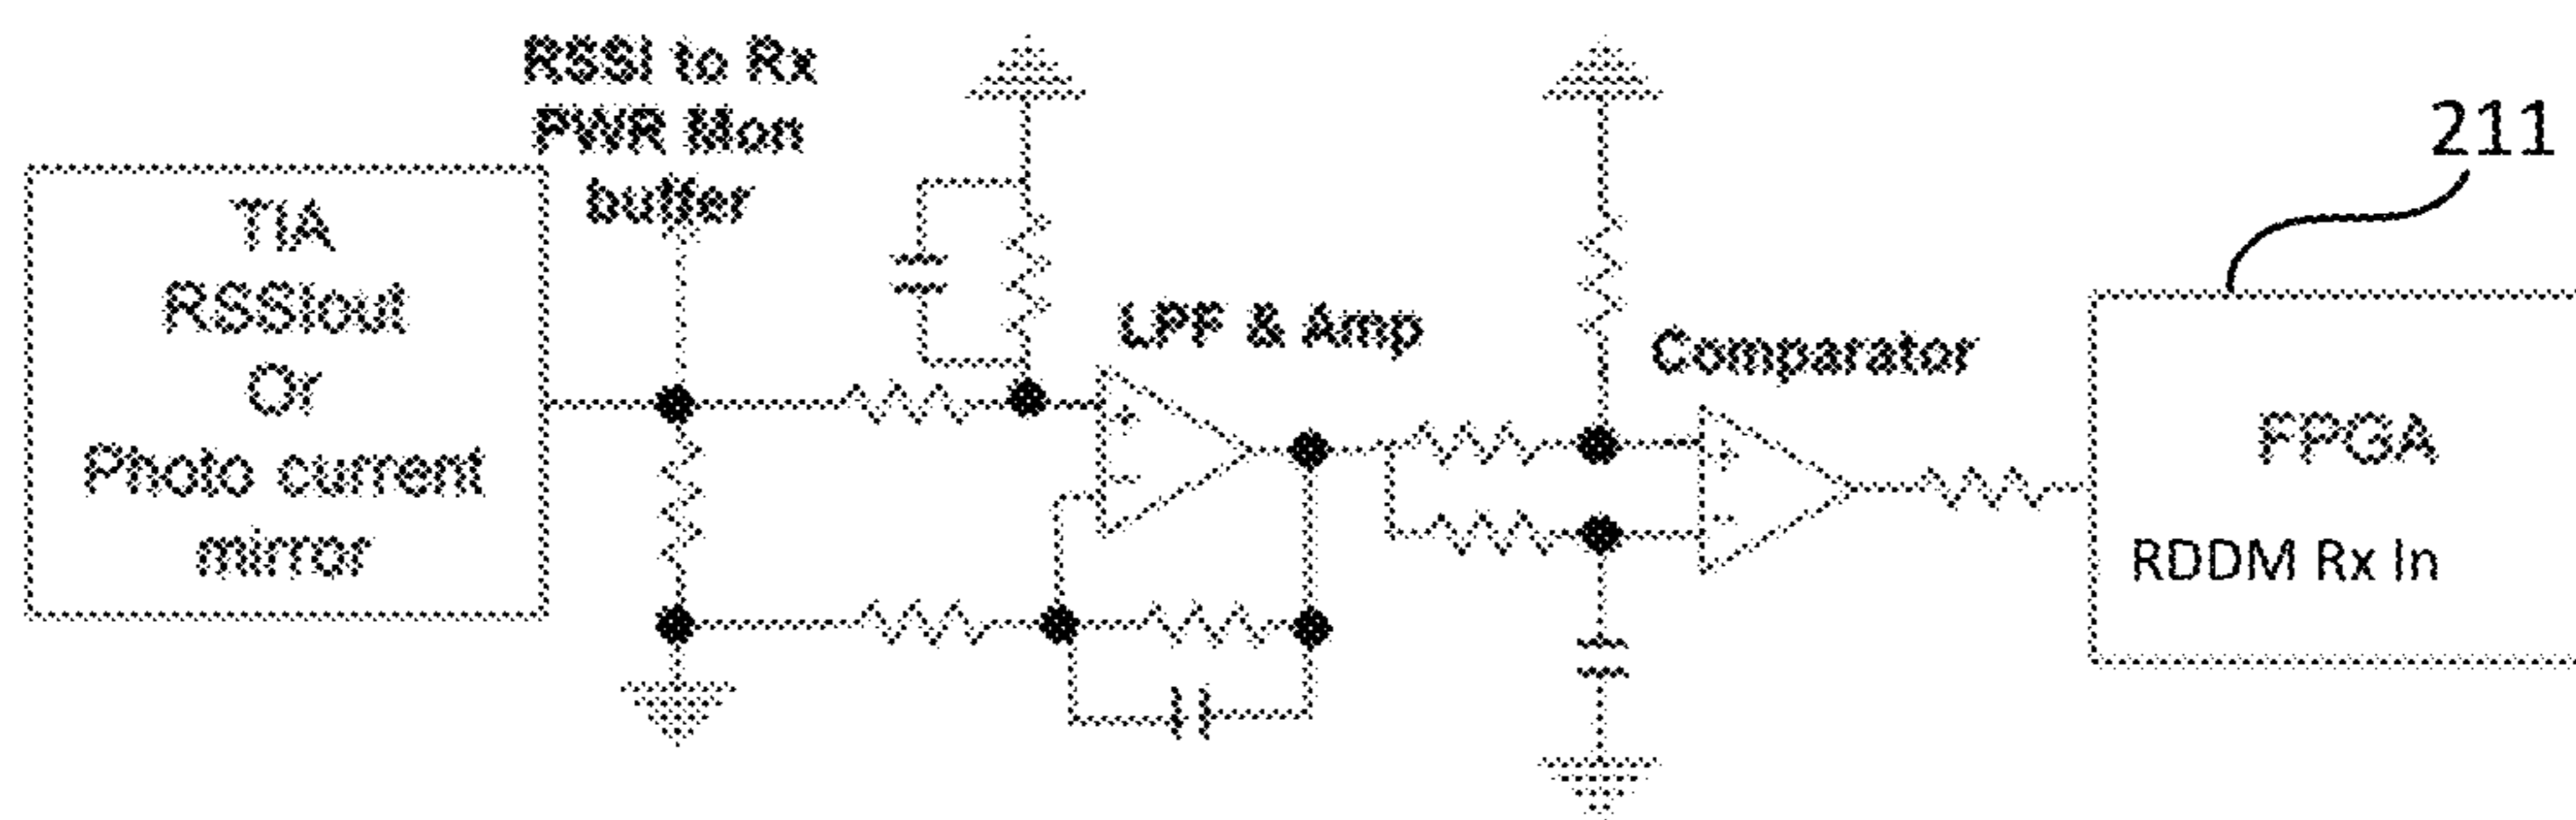 RSSI to Rx
PWR Mon
buffer
TIA
RSSIout
Or
Photo current
mirror
LPF & Amp
Comparator
211
FPGA
RDDM Rx In
+
−
+
−